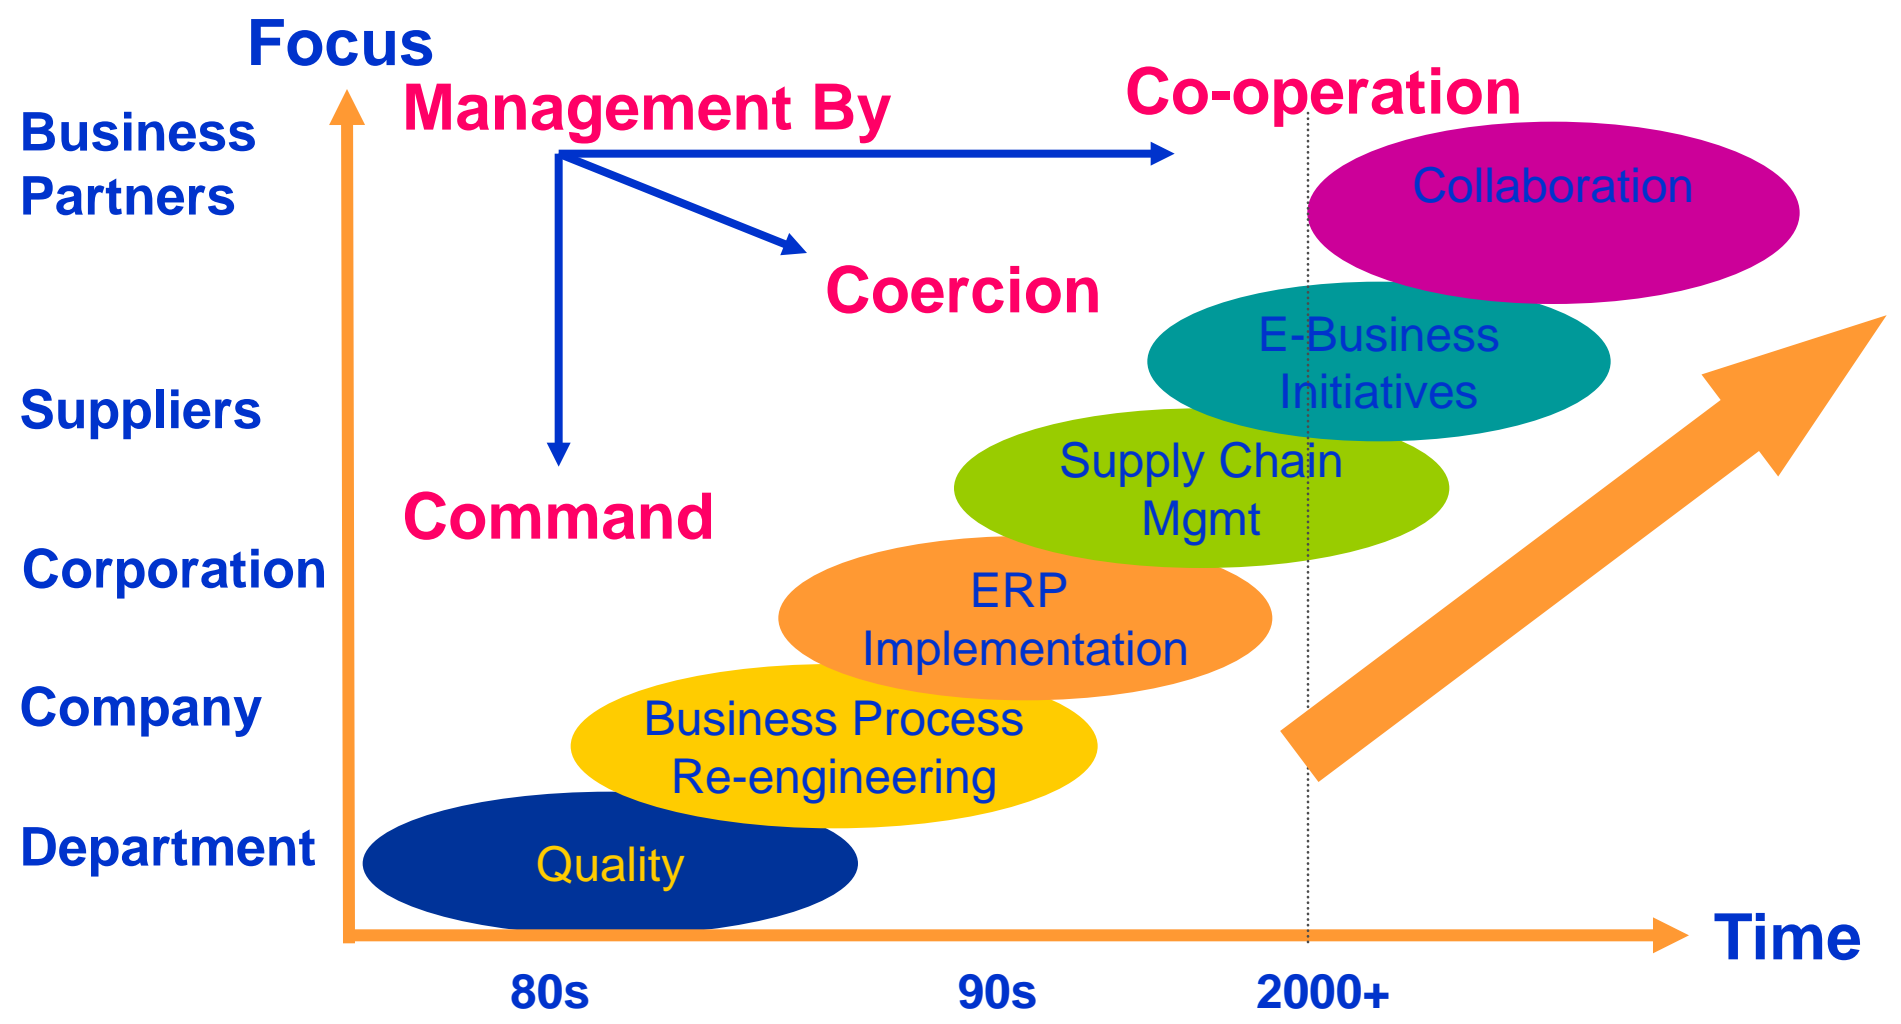 Focus
Management By
Co-operation
Business
Partners
Collaboration
Coercion
E-Business
Initiatives
Suppliers
Supply Chain
Mgmt
Command
Corporation
ERP
Implementation
Company
Business Process
Re-engineering
Department
Quality
Time
80s
90s
2000+